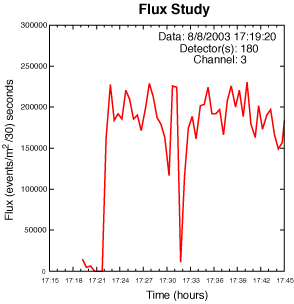 Flux Study
Data: 8/8/2003 17:19:20
Detector(s): 180
Channel: 3
300000
250000
200000
150000
100000
50000
0
Flux (events/m²/30) seconds
17:15 17:18 17:21 17:24 17:27 17:30 17:33 17:36 17:39 17:42 17:45
Time (hours)